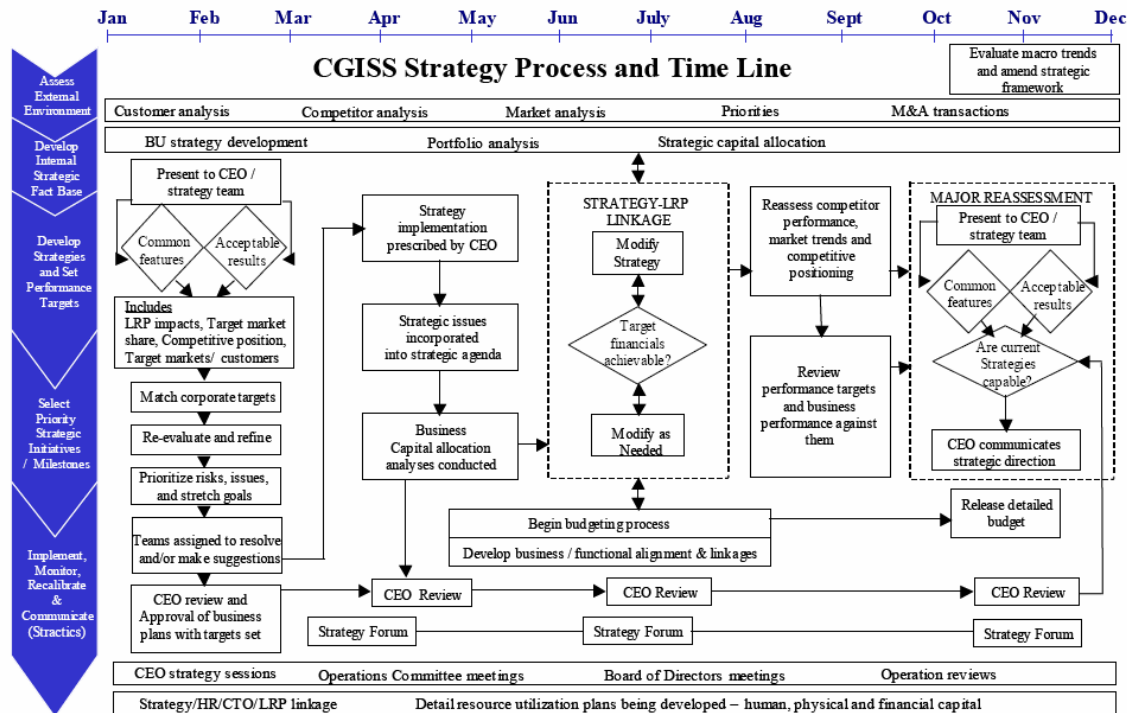 Jan Feb Mar Apr May Jun July Aug Sept Oct Nov Dec
CGISS Strategy Process and Time Line
Evaluate macro trends
and amend strategic
framework
Assess
External
Environment
Develop
Internal
Strategic
Fact Base
Develop
Strategies
and Set
Performance
Targets
Select
Priority
Strategic
Initiatives
/ Milestones
Implement,
Monitor,
Recalibrate
&
Communicate
(Stractics)
Customer analysis Competitor analysis Market analysis Priorities M&A transactions
BU strategy development Portfolio analysis Strategic capital allocation
Present to CEO /
strategy team
Common
features
Acceptable
results
Includes
LRP impacts, Target market
share, Competitive position,
Target markets/ customers
Match corporate targets
Re-evaluate and refine
Prioritize risks, issues,
and stretch goals
Teams assigned to resolve
and/or make suggestions
CEO review and
Approval of business
plans with targets set
Strategy
implementation
prescribed by CEO
Strategic issues
incorporated
into strategic agenda
Business
Capital allocation
analyses conducted
STRATEGY-LRP
LINKAGE
Modify
Strategy
Target
financials
achievable?
Modify as
Needed
Begin budgeting process
Develop business / functional alignment & linkages
Reassess competitor
performance,
market trends and
competitive
positioning
Review
performance targets
and business
performance against
them
MAJOR REASSESSMENT
Present to CEO /
strategy team
Common
features
Acceptable
results
Are current
Strategies
capable?
CEO communicates
strategic direction
Release detailed
budget
CEO Review
CEO Review
CEO Review
Strategy Forum
Strategy Forum
Strategy Forum
CEO strategy sessions Operations Committee meetings Board of Directors meetings Operation reviews
Strategy/HR/CTO/LRP linkage Detail resource utilization plans being developed – human, physical and financial capital